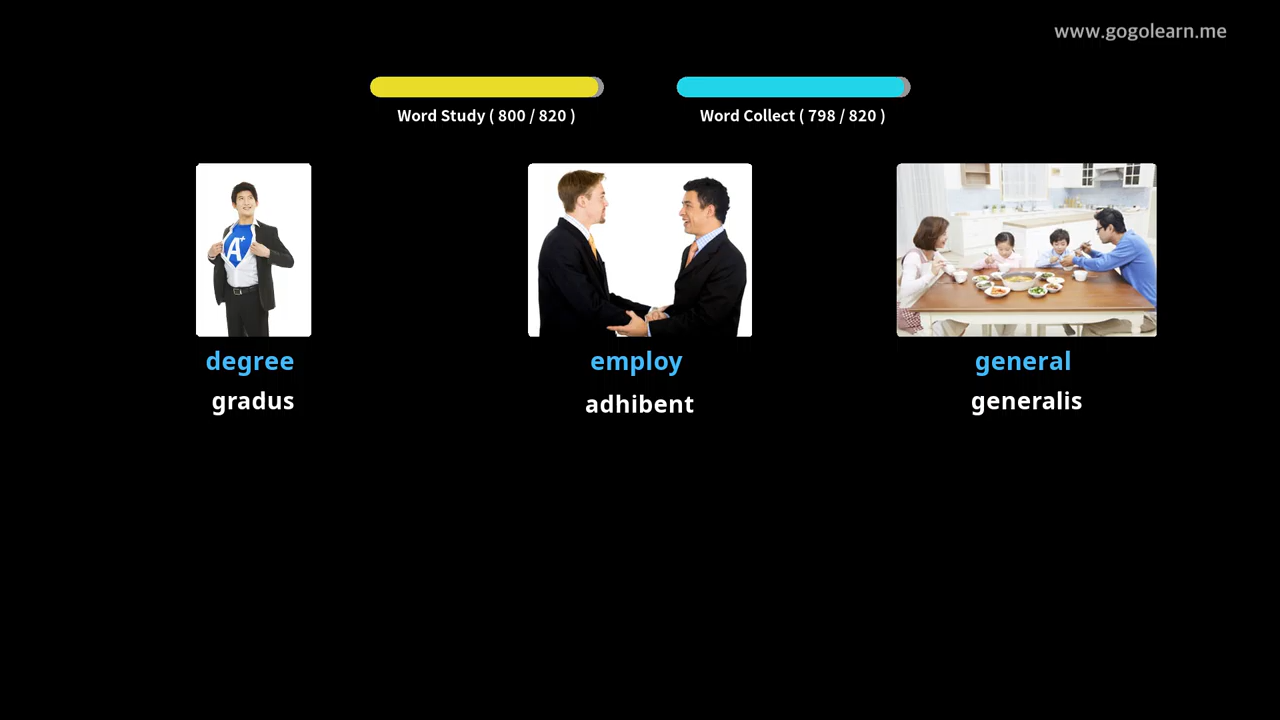 www.gogolearn.me
Word Study ( 800 / 820 )
Word Collect ( 798 / 820 )
A+
degree
employ
general
gradus
adhibent
generalis